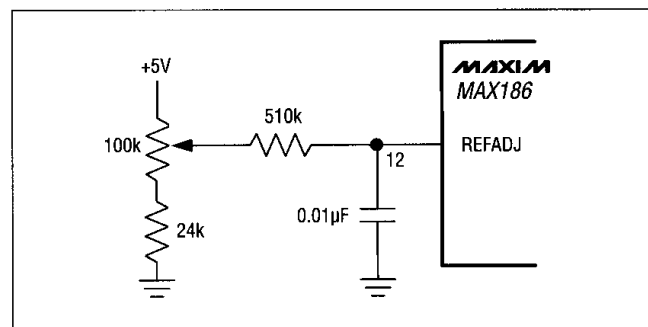 +5V
100k
24k
510k
12
0.01µF
MAXIM
MAX186
REFADJ